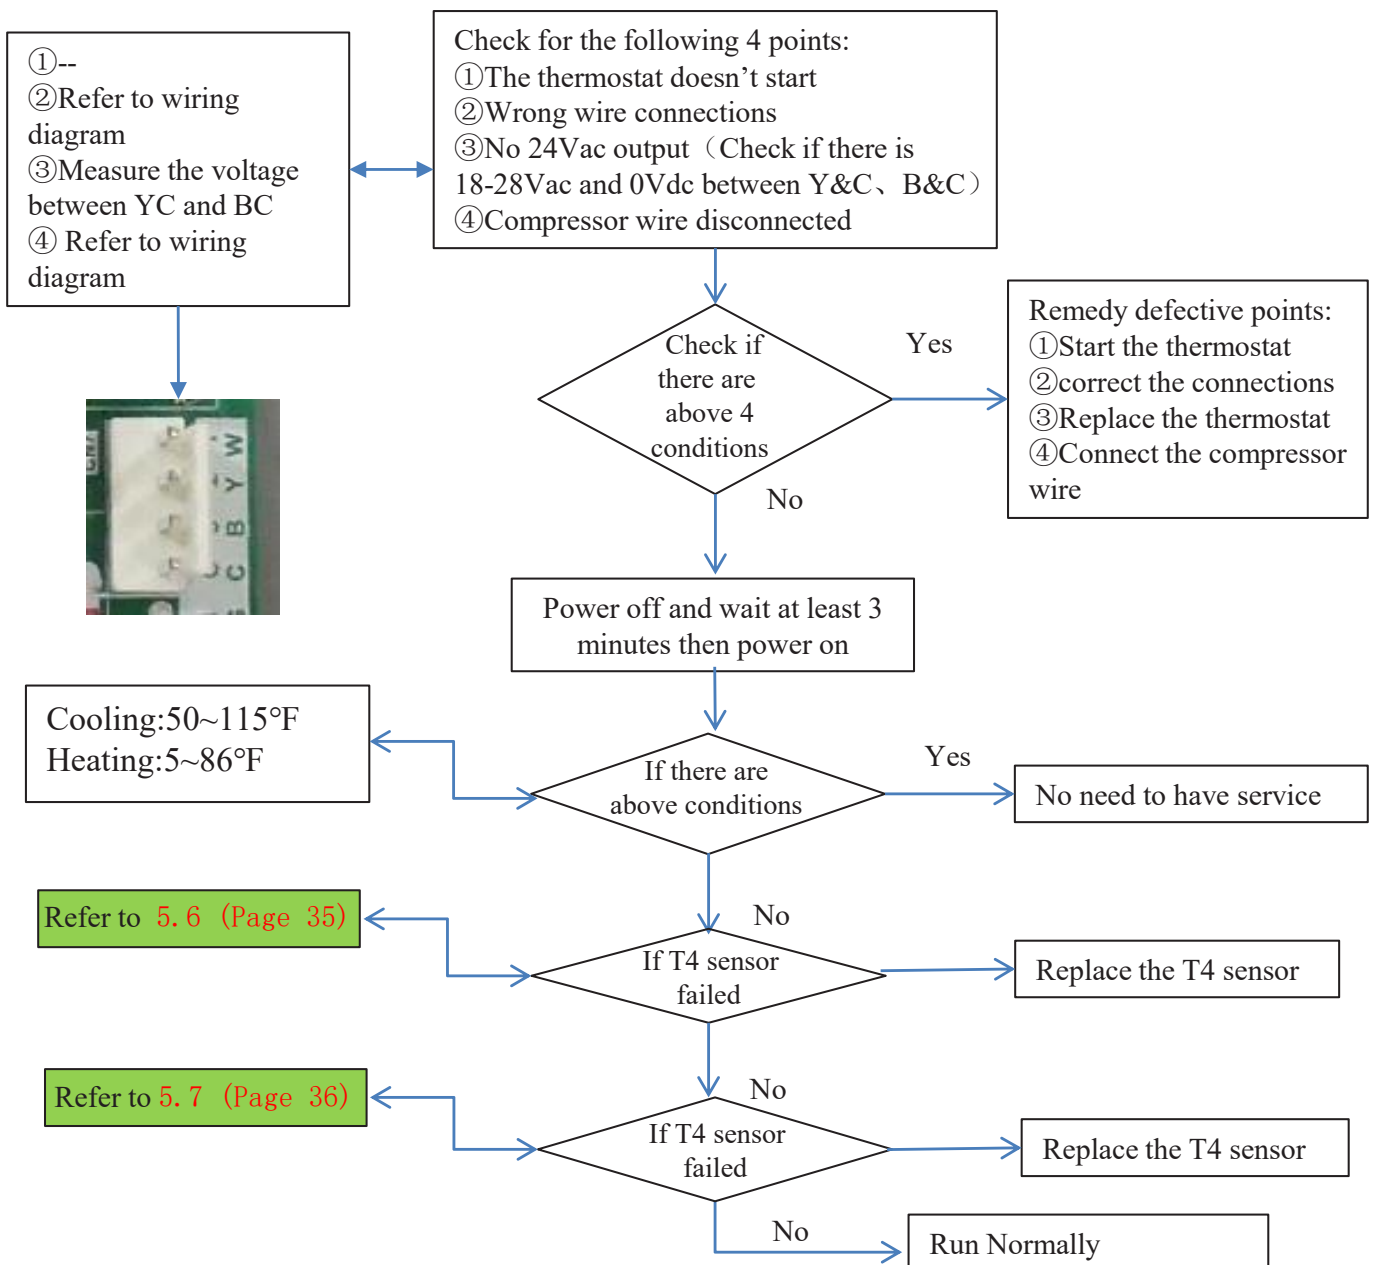 ①--
②Refer to wiring
diagram
③Measure the voltage
between YC and BC
④ Refer to wiring
diagram
Check for the following 4 points:
①The thermostat doesn’t start
②Wrong wire connections
③No 24Vac output（Check if there is
18-28Vac and 0Vdc between Y&C、B&C）
④Compressor wire disconnected
Check if
there are
above 4
conditions
Yes
Remedy defective points:
①Start the thermostat
②correct the connections
③Replace the thermostat
④Connect the compressor
wire
W
Y
B
C
No
Power off and wait at least 3
minutes then power on
Cooling:50~115°F
Heating:5~86°F
If there are
above conditions
Yes
No need to have service
No
Refer to 5.6 (Page 35)
If T4 sensor
failed
Replace the T4 sensor
No
Refer to 5.7 (Page 36)
If T4 sensor
failed
Replace the T4 sensor
No
Run Normally